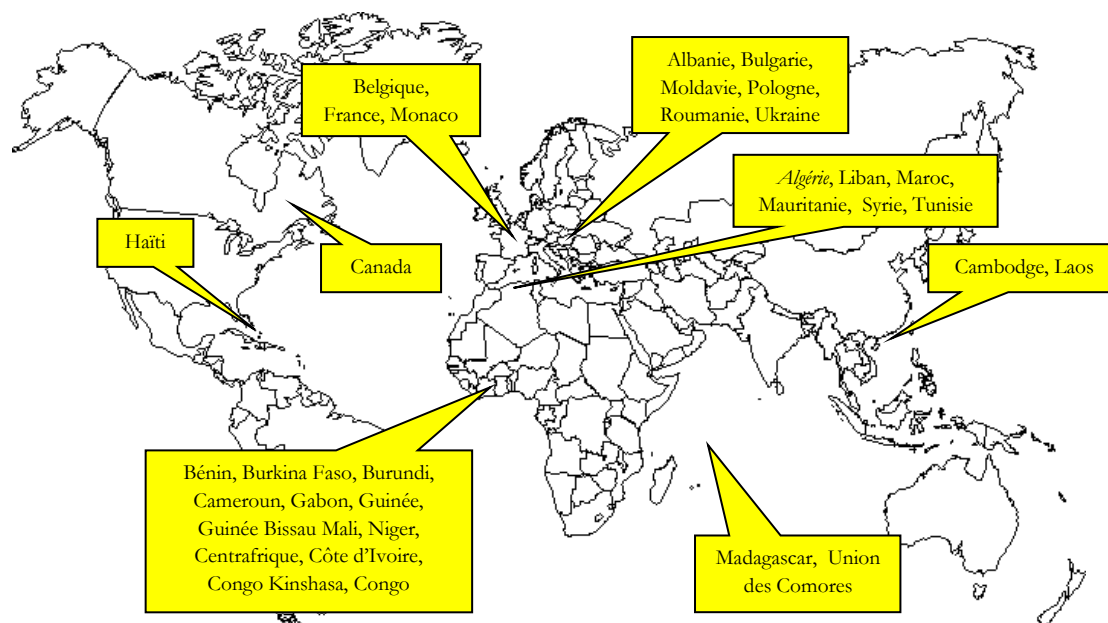 Belgique,
France, Monaco
Albanie, Bulgarie,
Moldavie, Pologne,
Roumanie, Ukraine
Algérie, Liban, Maroc,
Mauritanie, Syrie, Tunisie
Haïti
Canada
Cambodge, Laos
Bénin, Burkina Faso, Burundi,
Cameroun, Gabon, Guinée,
Guinée Bissau Mali, Niger,
Centrafrique, Côte d'Ivoire,
Congo Kinshasa, Congo
Madagascar, Union
des Comores